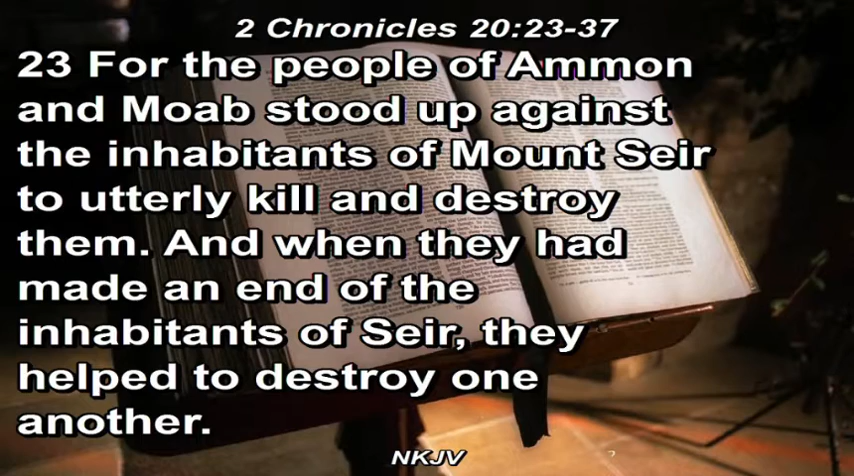 2 Chronicles 20:23-37
23 For the people of Ammon
and Moab stood up against
the inhabitants of Mount Seir
to utterly kill and destroy
them. And when they had
made an end of the
inhabitants of Seir, they
helped to destroy one
another.
NKJV